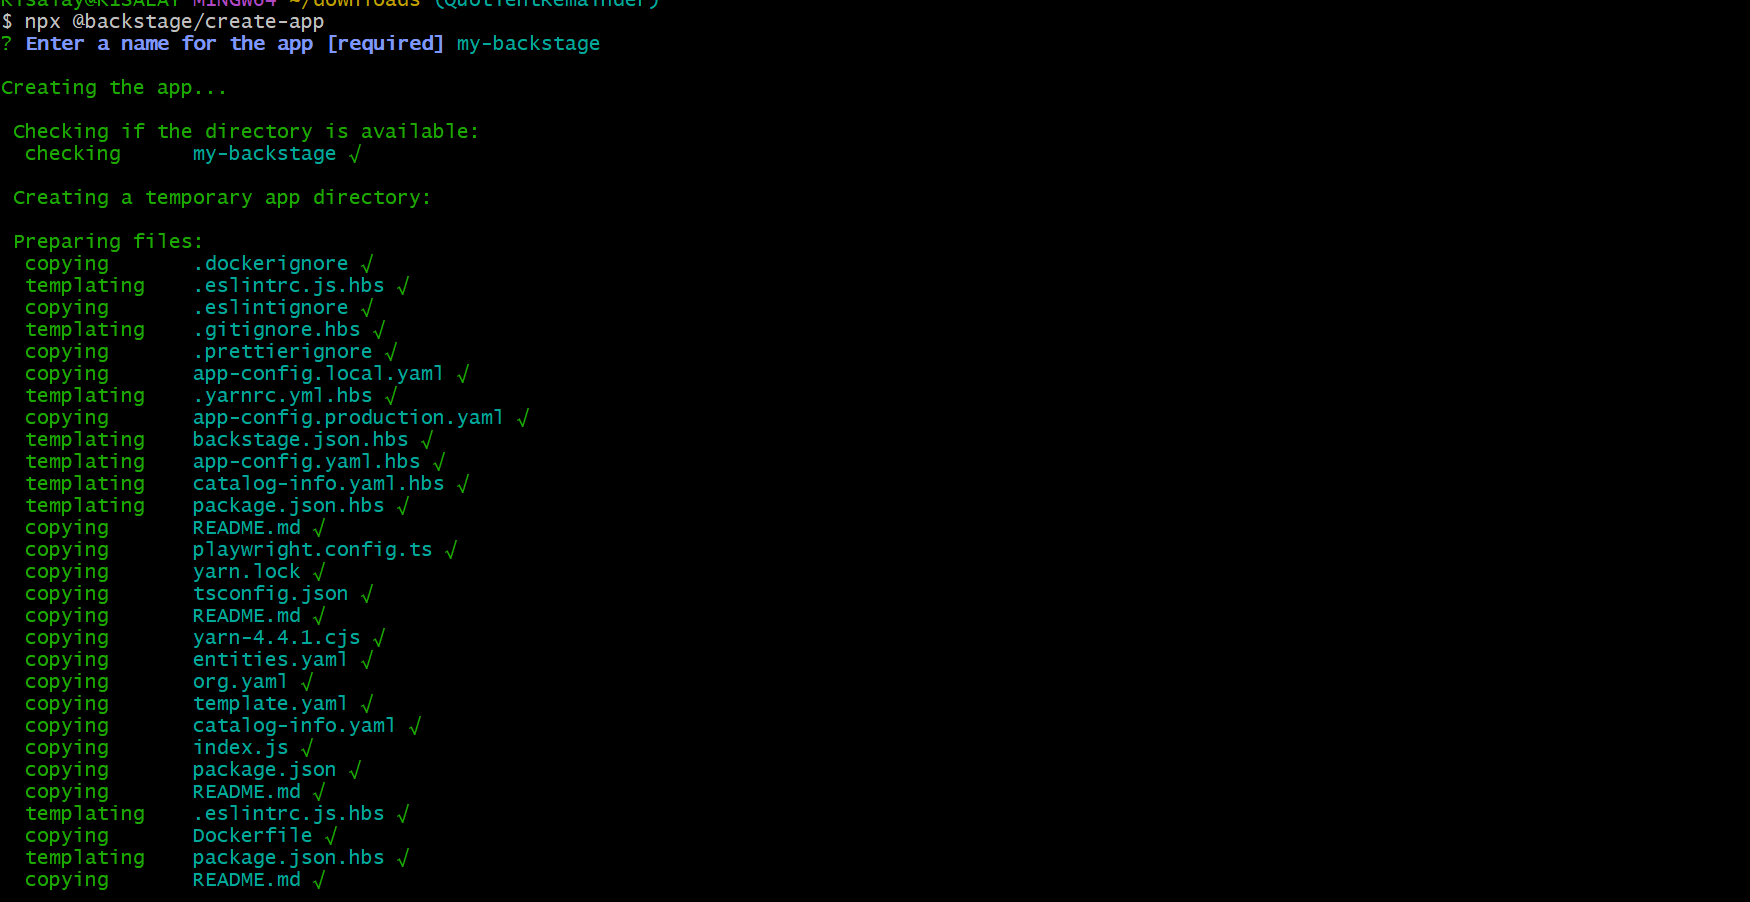 Kisalay@KISALAY MINGW64 ~/downloads (QuotientRemainder)
$ npx @backstage/create-app
? Enter a name for the app [required] my-backstage
Creating the app...
Checking if the directory is available:
checking my-backstage √
Creating a temporary app directory:
Preparing files:
copying .dockerignore √
templating .eslintrc.js.hbs √
copying .eslintignore √
templating .gitignore.hbs √
copying .prettierignore √
copying app-config.local.yaml √
templating .yarnrc.yml.hbs √
copying app-config.production.yaml √
templating backstage.json.hbs √
templating app-config.yaml.hbs √
templating catalog-info.yaml.hbs √
templating package.json.hbs √
copying README.md √
copying playwright.config.ts √
copying yarn.lock √
copying tsconfig.json √
copying README.md √
copying yarn-4.4.1.cjs √
copying entities.yaml √
copying org.yaml √
copying template.yaml √
copying catalog-info.yaml √
copying index.js √
copying package.json √
copying README.md √
templating .eslintrc.js.hbs √
copying Dockerfile √
templating package.json.hbs √
copying README.md √